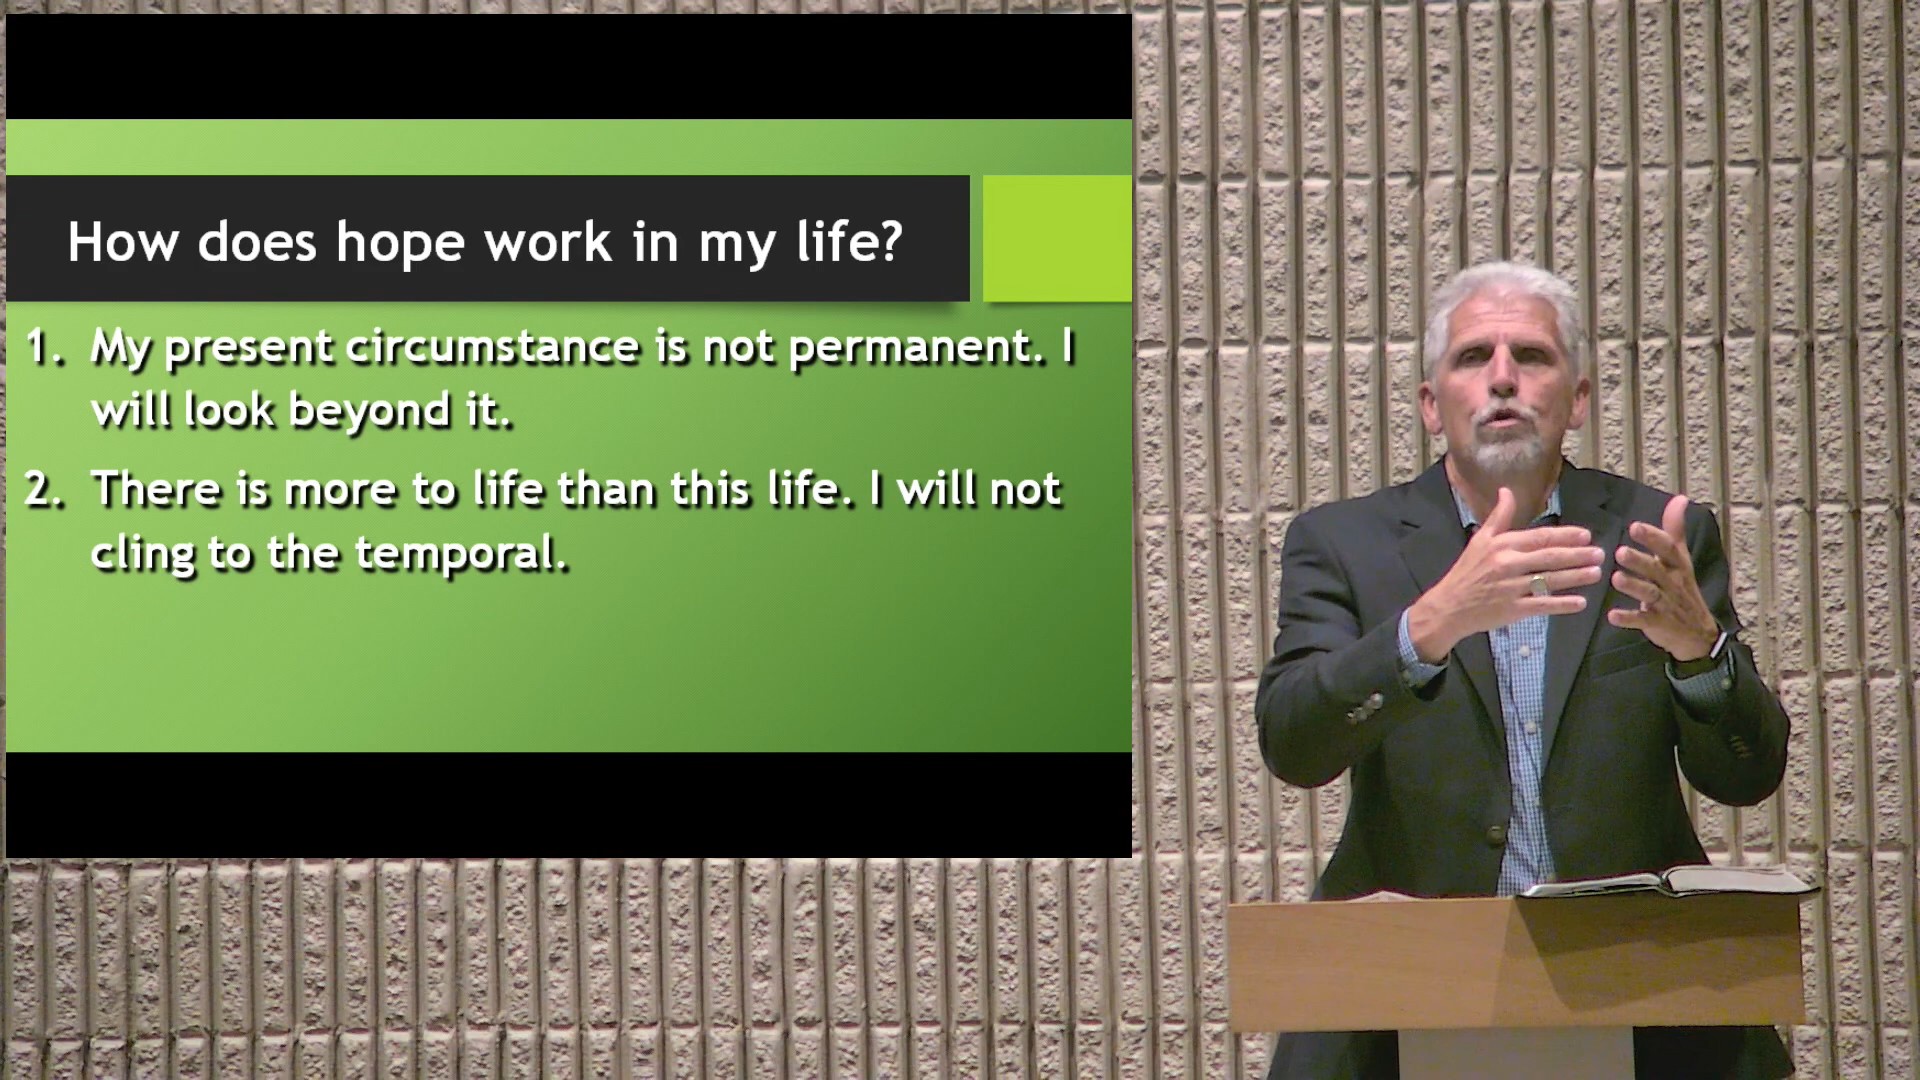 How does hope work in my life?
1. My present circumstance is not permanent. I
will look beyond it.
2. There is more to life than this life. I will not
cling to the temporal.